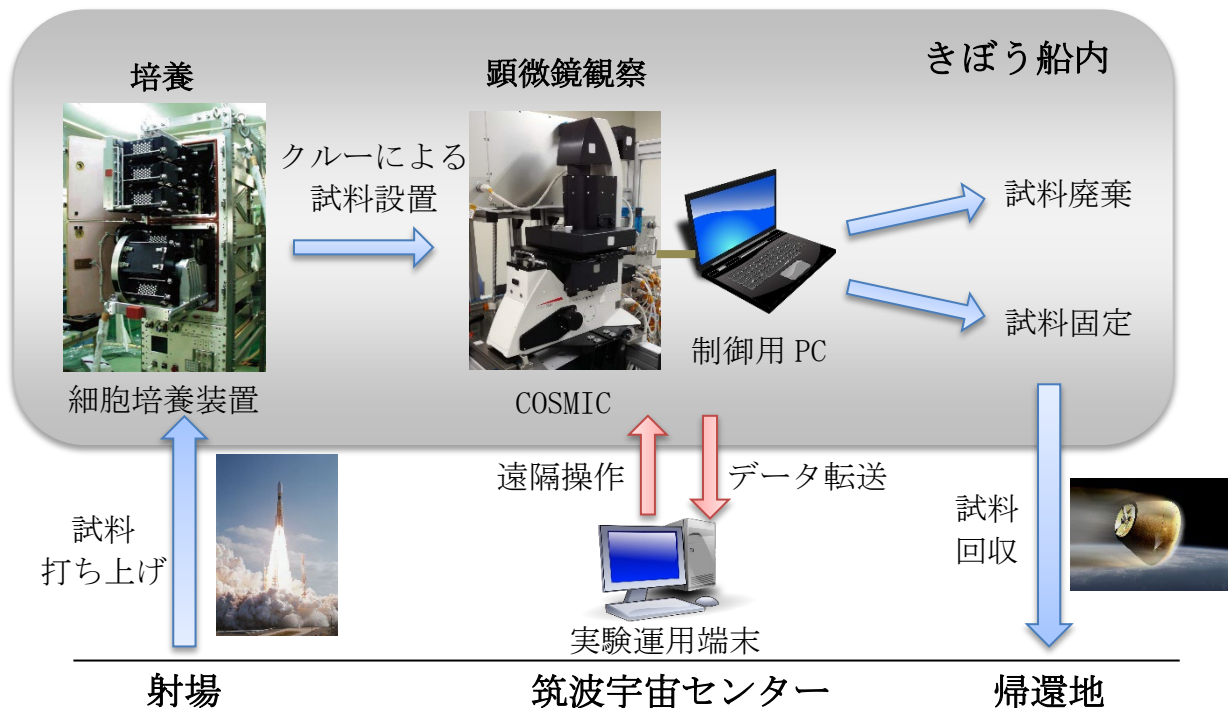 きぼう船内
培養
顕微鏡観察
クルーによる
試料設置
試料廃棄
試料固定
制御用 PC
細胞培養装置
COSMIC
遠隔操作
データ転送
試料
打ち上げ
試料
回収
実験運用端末
射場
筑波宇宙センター
帰還地